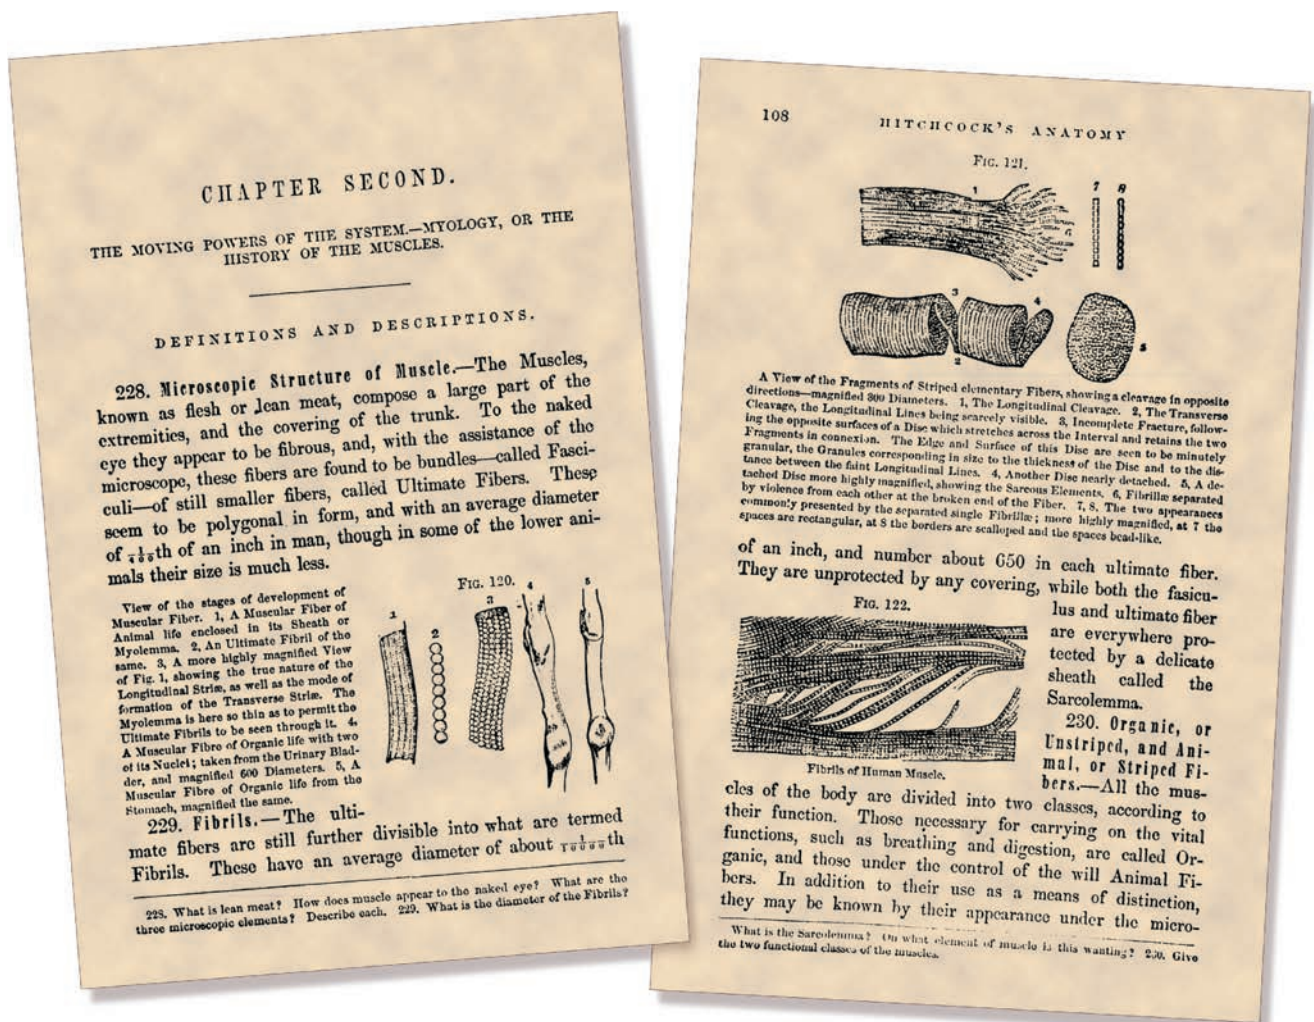 CHAPTER SECOND.
THE MOVING POWERS OF THE SYSTEM.—MYOLOGY, OR THE
HISTORY OF THE MUSCLES.
DEFINITIONS AND DESCRIPTIONS.
228. Microscopic Structure of Muscle.—The Muscles,
known as flesh or lean meat, compose a large part of the
extremities, and the covering of the trunk. To the naked
eye they appear to be fibrous, and, with the assistance of the
microscope, these fibers are found to be bundles—called Fasci-
culi—of still smaller fibers, called Ultimate Fibers. These
seem to be polygonal in form, and with an average diameter
of 1/400th of an inch in man, though in some of the lower ani-
mals their size is much less.
View of the stages of development of
Muscular Fiber. 1, A Muscular Fiber of
Animal life enclosed in its Sheath or
Myolemma. 2, An Ultimate Fibril of the
same. 3, A more highly magnified View
of Fig. 1, showing the true nature of the
Longitudinal Striæ, as well as the mode of
formation of the Transverse Striæ. The
Myolemma is here so thin as to permit the
Ultimate Fibrils to be seen through it. 4,
A Muscular Fibre of Organic life with two
of its Nuclei; taken from the Urinary Blad-
der, and magnified 600 Diameters. 5, A
Muscular Fibre of Organic life from the
Stomach, magnified the same.
FIG. 120.
1
2
3
4
5
229. Fibrils.—The ulti-
mate fibers are still further divisible into what are termed
Fibrils. These have an average diameter of about 1/10000th
228. What is lean meat? How does muscle appear to the naked eye? What are the
three microscopic elements? Describe each. 229. What is the diameter of the Fibrils?
108
HITCHCOCK'S ANATOMY
FIG. 121.
1
6
7
8
3
4
2
5
A View of the Fragments of Striped elementary Fibers, showing a cleavage in opposite
directions—magnified 300 Diameters. 1, The Longitudinal Cleavage. 2, The Transverse
Cleavage, the Longitudinal Lines being scarcely visible. 3, Incomplete Fracture, follow-
ing the opposite surfaces of a Disc which stretches across the Interval and retains the two
Fragments in connexion. The Edge and Surface of this Disc are seen to be minutely
granular, the Granules corresponding in size to the thickness of the Disc and to the dis-
tance between the faint Longitudinal Lines. 4, Another Disc nearly detached. 5, A de-
tached Disc more highly magnified, showing the Sarcous Elements. 6, Fibrillæ separated
by violence from each other at the broken end of the Fiber. 7, 8, The two appearances
commonly presented by the separated single Fibrillæ; more highly magnified, at 7 the
spaces are rectangular, at 8 the borders are scalloped and the spaces bead-like.
of an inch, and number about 650 in each ultimate fiber.
They are unprotected by any covering, while both the fasicu-
FIG. 122.
Fibrils of Human Muscle.
lus and ultimate fiber
are everywhere pro-
tected by a delicate
sheath called the
Sarcolemma.
230. Organic, or
Unstriped, and Ani-
mal, or Striped Fi-
bers.—All the mus-
cles of the body are divided into two classes, according to
their function. Those necessary for carrying on the vital
functions, such as breathing and digestion, are called Or-
ganic, and those under the control of the will Animal Fi-
bers. In addition to their use as a means of distinction,
they may be known by their appearance under the micro-
What is the Sarcolemma? On what element of muscle is this wanting? 230. Give
the two functional classes of the muscles.